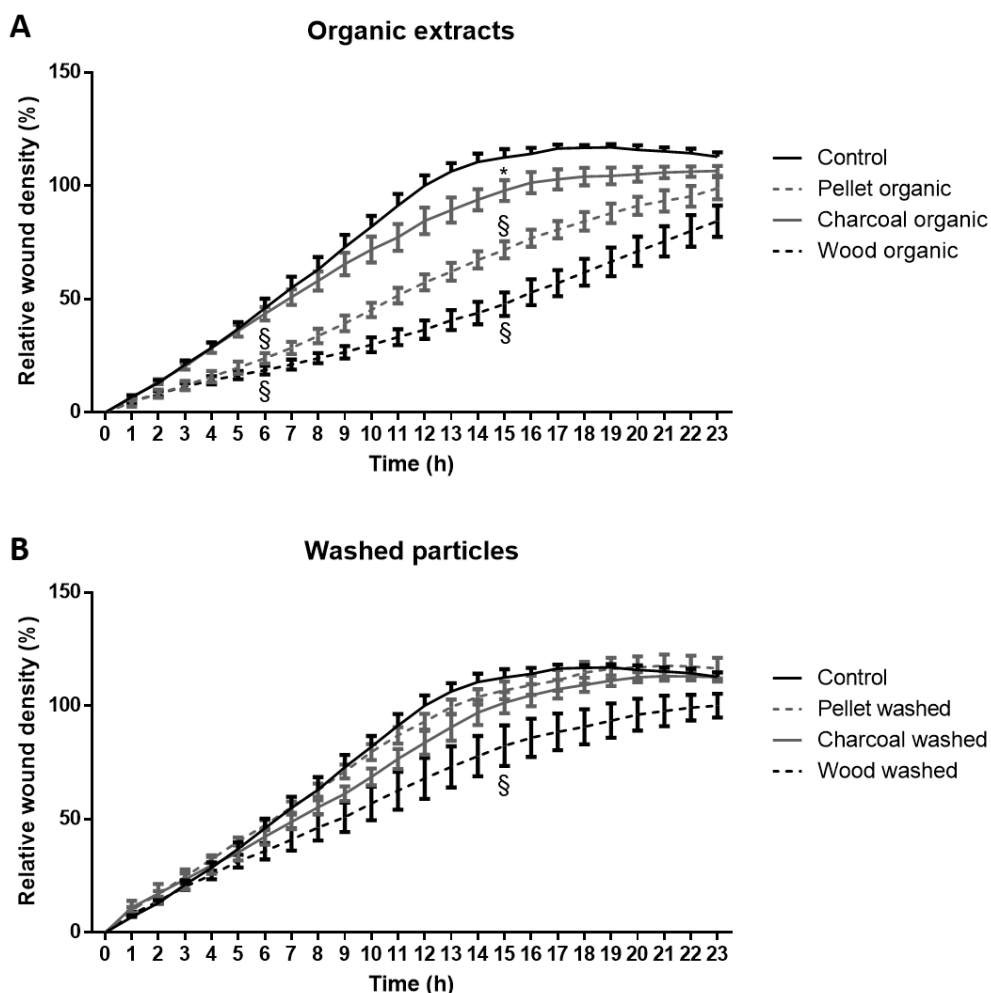 A
Organic extracts
Relative wound density (%)
150
100
50
0
*
§
§
§
§
0 1 2 3 4 5 6 7 8 9 10 11 12 13 14 15 16 17 18 19 20 21 22 23
Time (h)
Control
Pellet organic
Charcoal organic
Wood organic
B
Washed particles
Relative wound density (%)
150
100
50
0
§
0 1 2 3 4 5 6 7 8 9 10 11 12 13 14 15 16 17 18 19 20 21 22 23
Time (h)
Control
Pellet washed
Charcoal washed
Wood washed